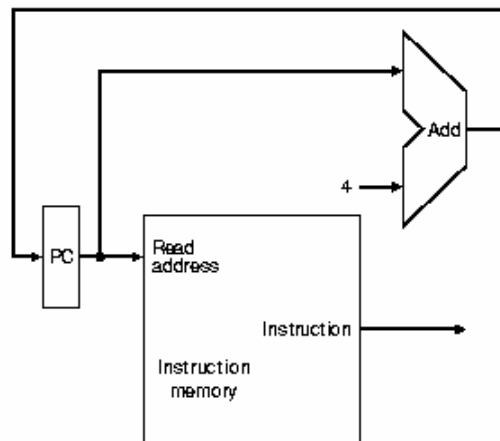 Add
4
PC
Read
address
Instruction
Instruction
memory